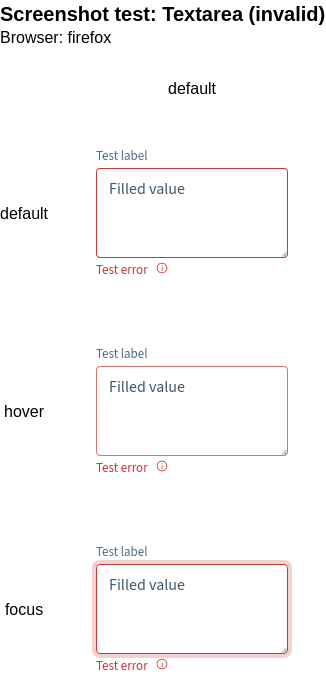 Screenshot test: Textarea (invalid)
Browser: firefox
default
Test label
default
Filled value
Test error
Test label
hover
Filled value
Test error
Test label
focus
Filled value
Test error